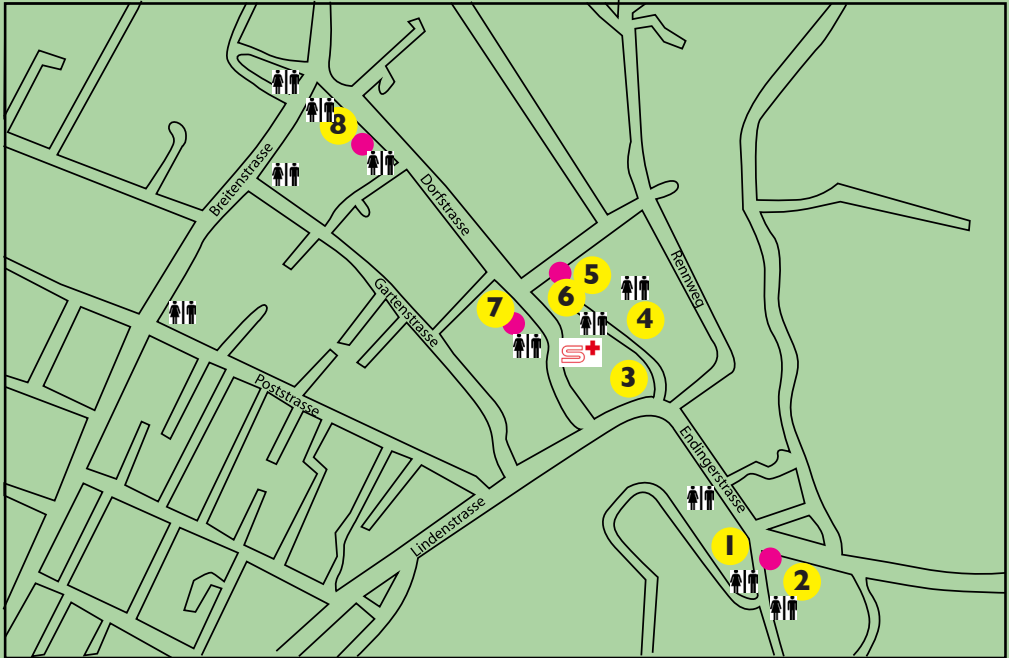 8
Breitenstrasse
Dorfstrasse
Rennweg
5
6
7
4
Gartenstrasse
s+
3
Poststrasse
Endingerstrasse
Lindenstrasse
1
2